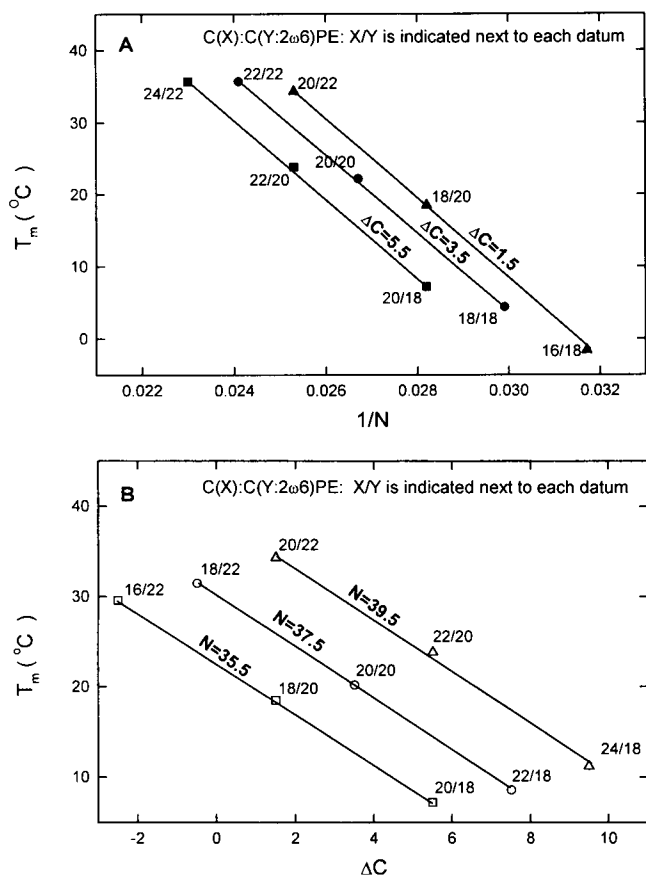 A
C(X):C(Y:2ω6)PE: X/Y is indicated next to each datum
40
30
20
10
0
T_m ( °C)
24/22
22/22
20/22
22/20
20/20
18/20
20/18
18/18
16/18
ΔC=5.5
ΔC=3.5
ΔC=1.5
0.022
0.024
0.026
0.028
0.030
0.032
1/N
B
C(X):C(Y:2ω6)PE: X/Y is indicated next to each datum
40
30
20
10
T_m ( °C)
16/22
18/22
20/22
18/20
20/20
22/20
20/18
22/18
24/18
N=35.5
N=37.5
N=39.5
-2
0
2
4
6
8
10
ΔC